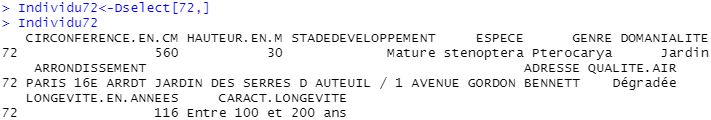 > Individu72<-Dselect[72,]
> Individu72
   CIRCONFERENCE.EN.CM HAUTEUR.EN.M STADEDEVELOPPEMENT     ESPECE      GENRE DOMANIALITE
72                 560           30             Mature stenoptera Pterocarya      Jardin
    ARRONDISSEMENT                                                  ADRESSE QUALITE.AIR
72 PARIS 16E ARRDT JARDIN DES SERRES D AUTEUIL / 1 AVENUE GORDON BENNETT    Dégradée
   LONGEVITE.EN.ANNEES     CARACT.LONGEVITE
72                 116 Entre 100 et 200 ans